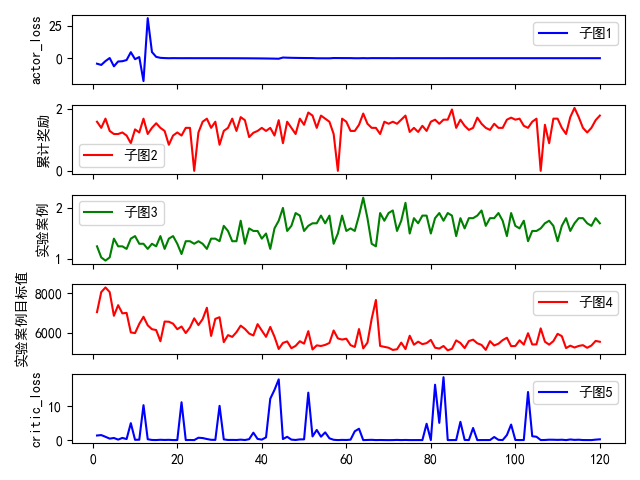 actor_loss
25
0
子图1
累计奖励
2
0
子图2
实验案例
2
1
子图3
实验案例目标值
8000
6000
子图4
critic_loss
10
0
子图5
0 20 40 60 80 100 120